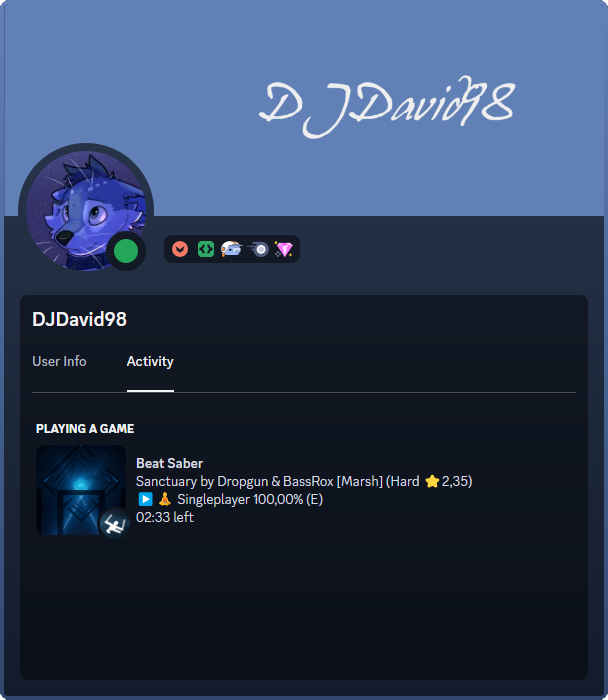 DJDavid98
DJDavid98
User Info Activity
PLAYING A GAME
Beat Saber
Sanctuary by Dropgun & BassRox [Marsh] (Hard ⭐2,35)
▶️ 🧘 Singleplayer 100,00% (E)
02:33 left